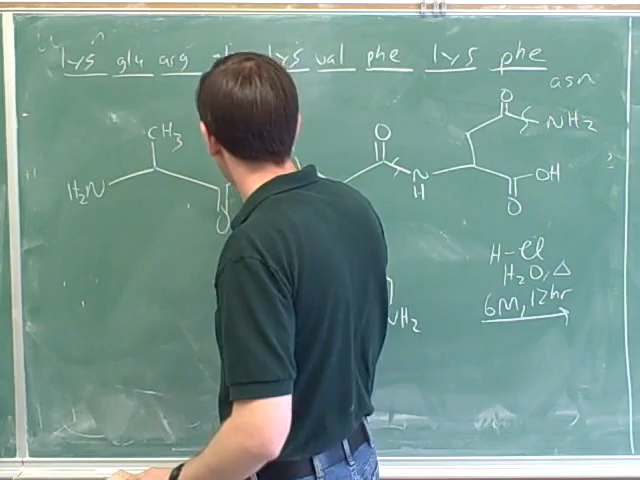 lys glu arg lys val phe lys phe
asn
O
NH2
CH3
O
H2N
N
H
OH
O
O
H-Cl
H2O, Δ
6M, 12hr
NH2